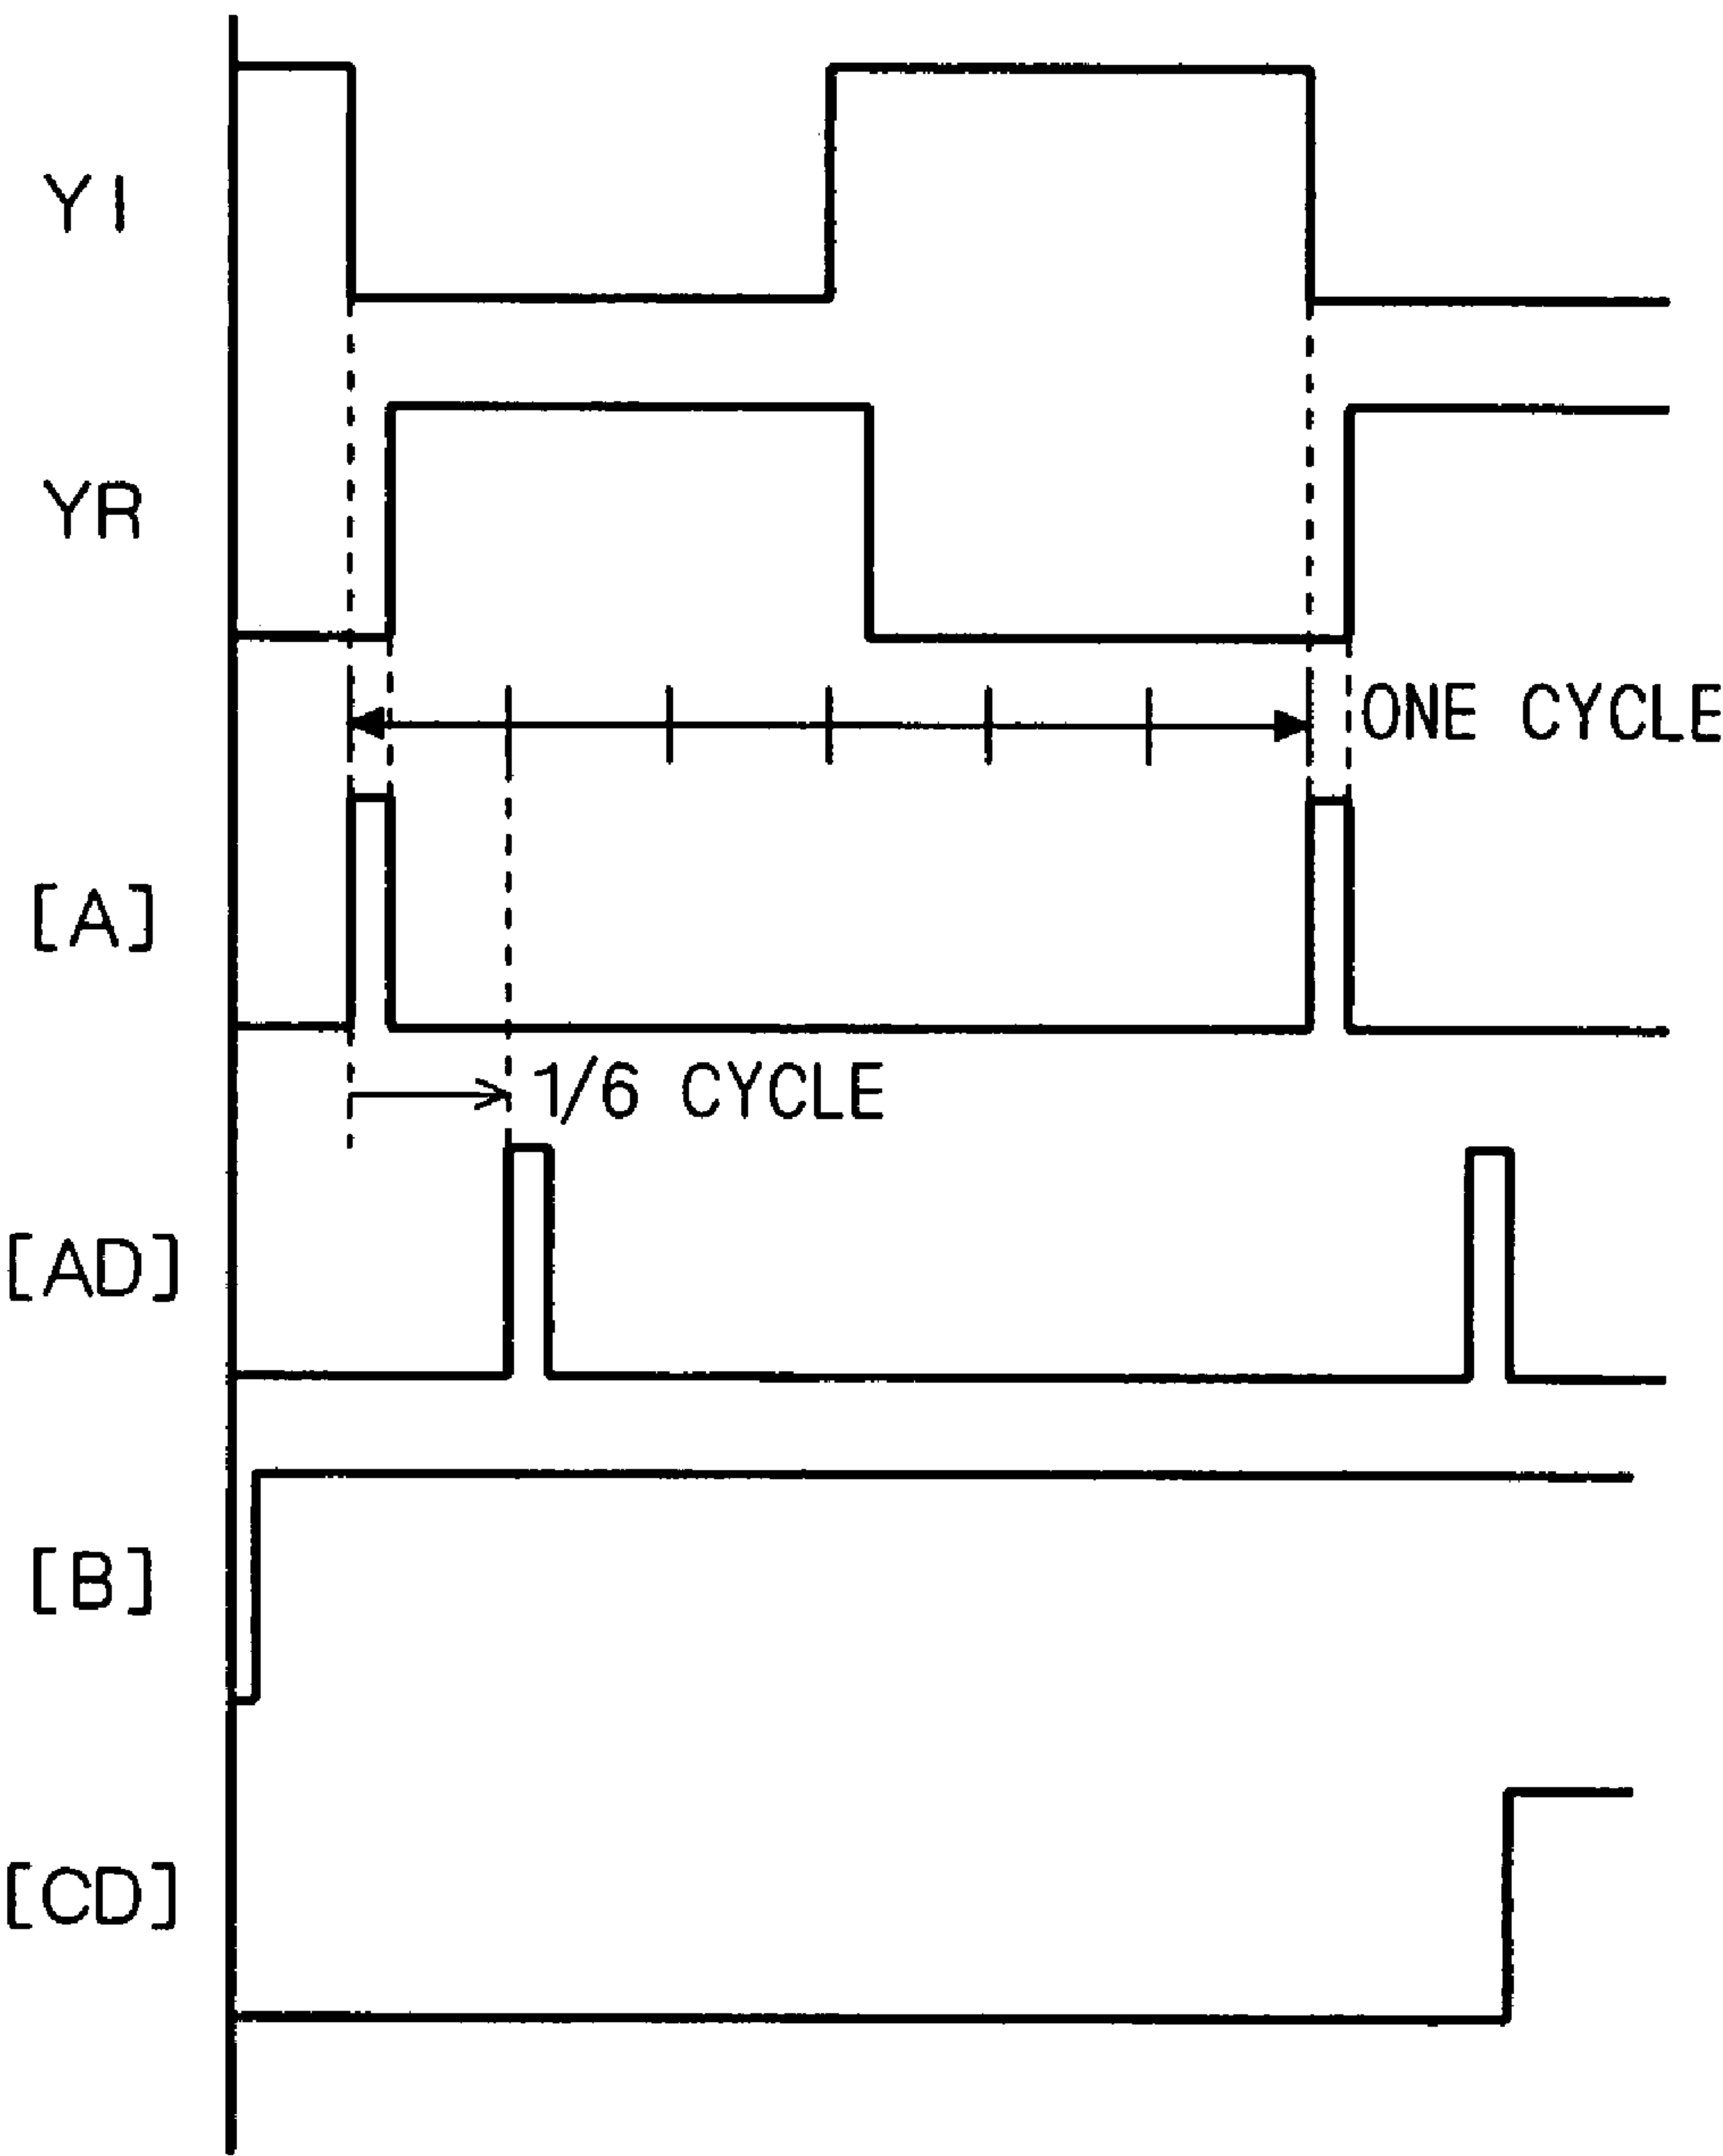 YI
YR
ONE CYCLE
[A]
1/6 CYCLE
[AD]
[B]
[CD]